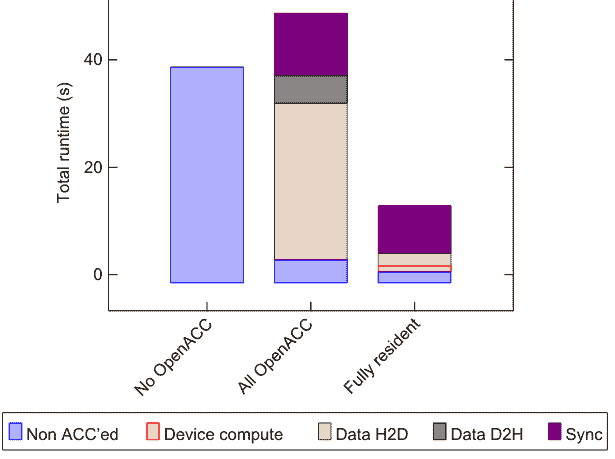 Total runtime (s)
40
20
0
No OpenACC
All OpenACC
Fully resident
Non ACC'ed
Device compute
Data H2D
Data D2H
Sync